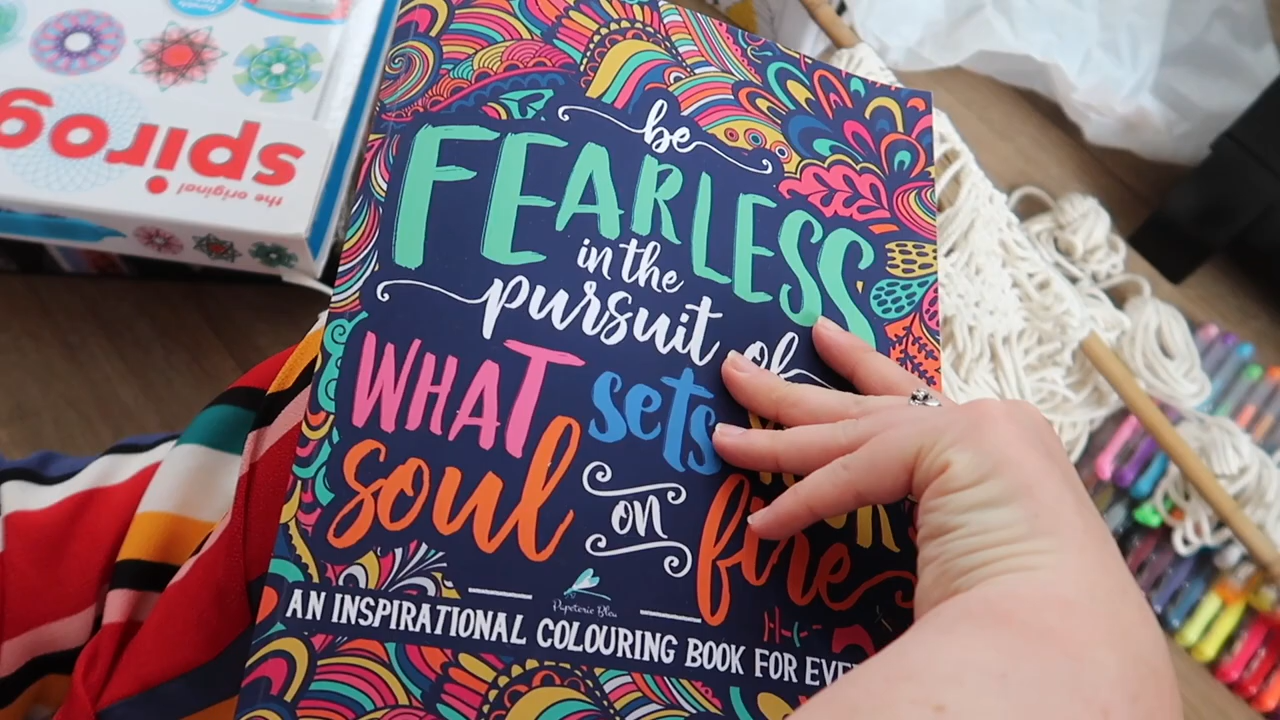 be
FEARLESS
in the
pursuit of
WHAT sets
soul on fire
Papeterie Bleu
AN INSPIRATIONAL COLOURING BOOK FOR EVE
the original
spirog